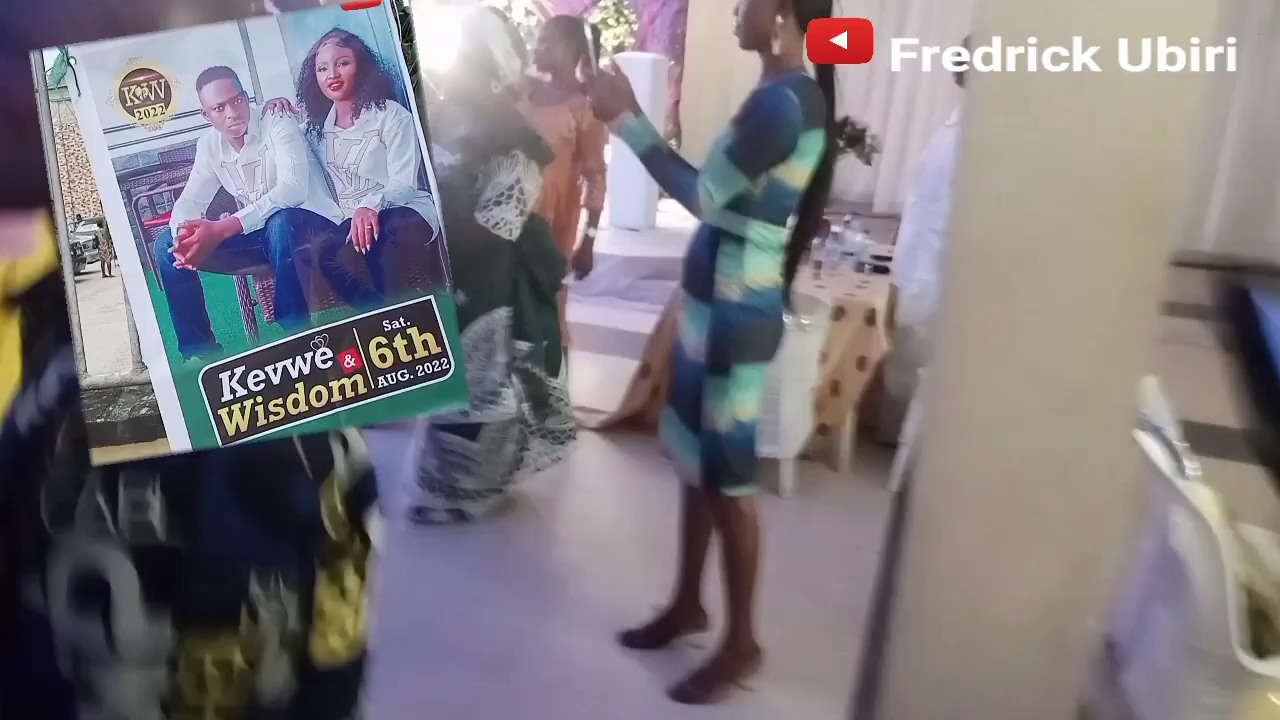 Fredrick Ubiri
K W
2022
Kevwe &
Wisdom
Sat.
6th
AUG. 2022